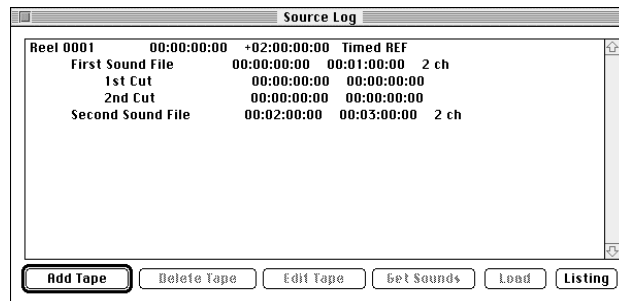 Source Log
Reel 0001 00:00:00:00 +02:00:00:00 Timed REF
First Sound File 00:00:00:00 00:01:00:00 2 ch
1st Cut 00:00:00:00 00:00:00:00
2nd Cut 00:00:00:00 00:00:00:00
Second Sound File 00:02:00:00 00:03:00:00 2 ch
Add Tape Delete Tape Edit Tape Get Sounds Load Listing